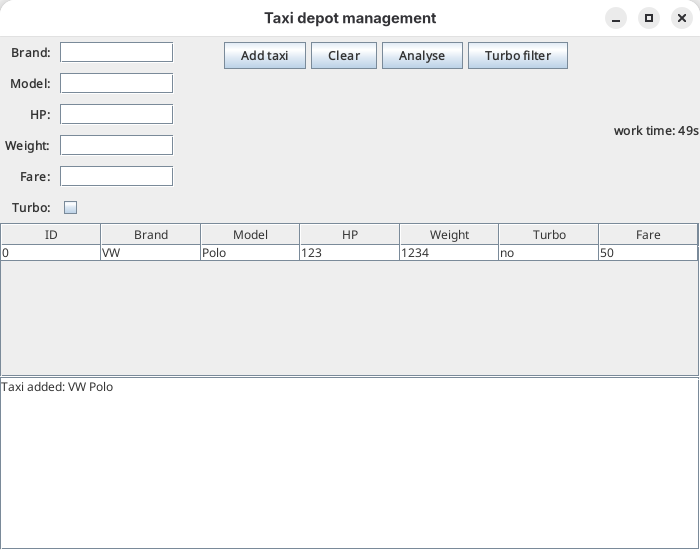 Taxi depot management
Brand: Add taxi Clear Analyse Turbo filter
Model:
HP:
work time: 49s
Weight:
Fare:
Turbo:
ID Brand Model HP Weight Turbo Fare
0 VW Polo 123 1234 no 50
Taxi added: VW Polo